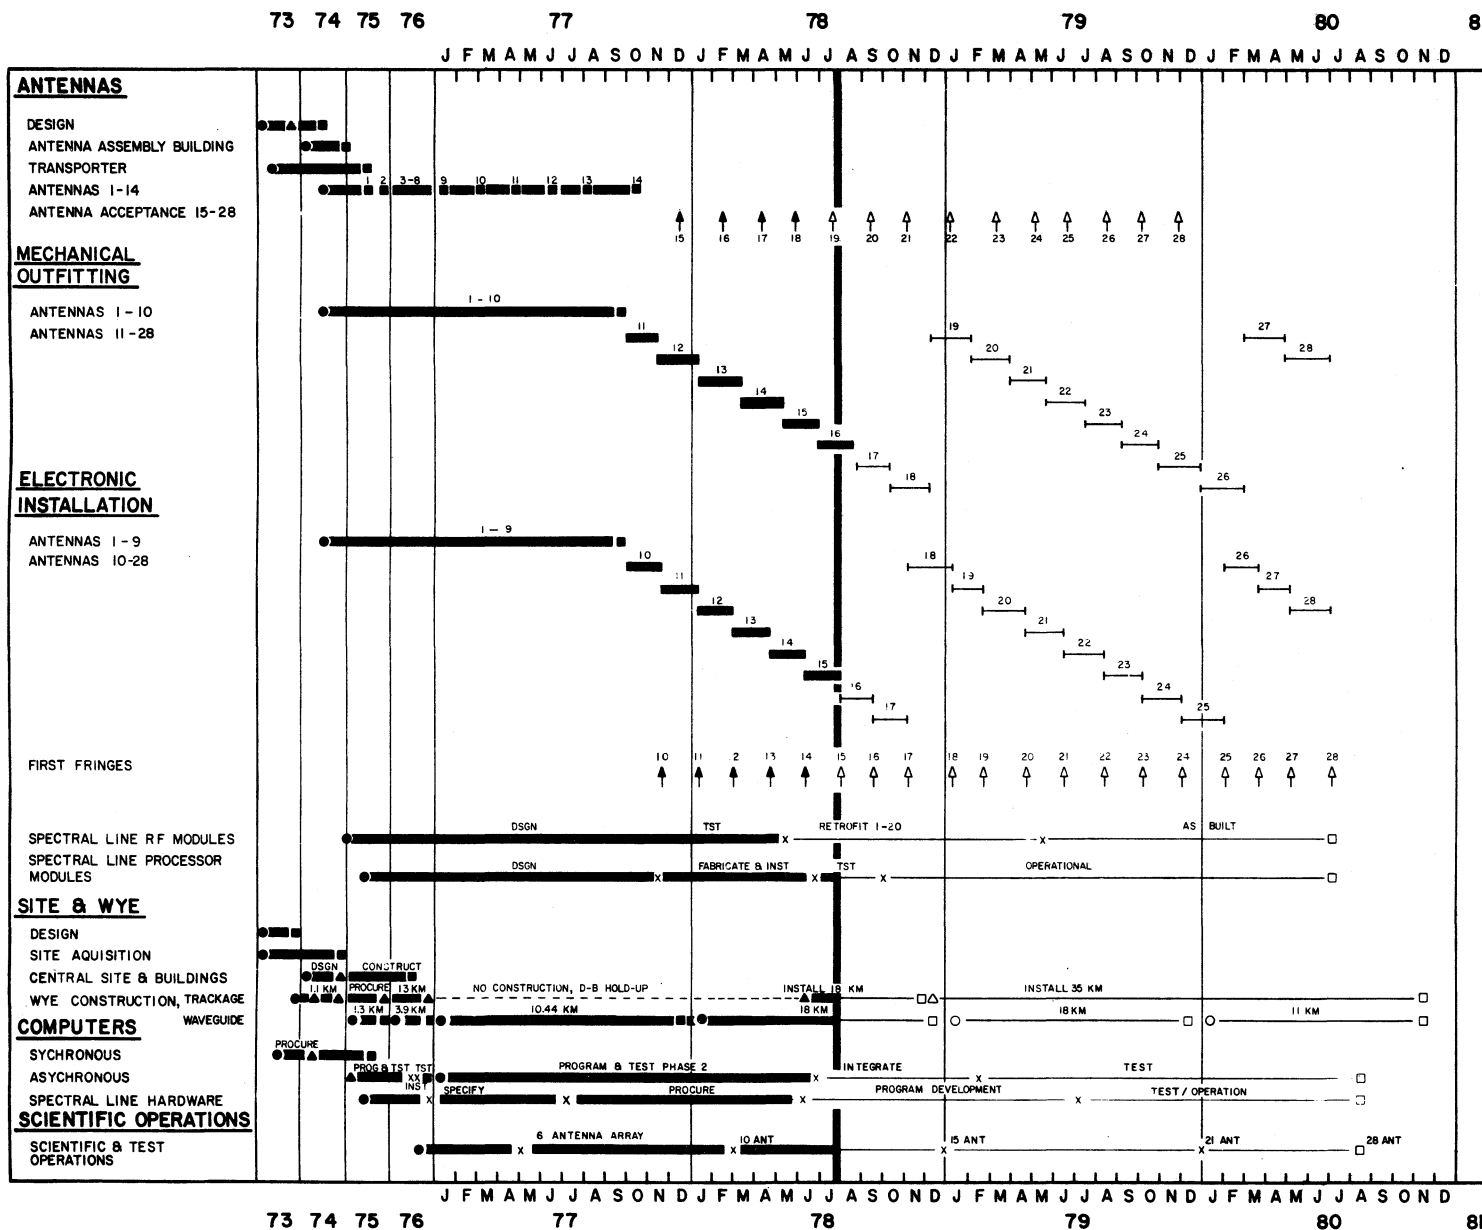 73 74 75 76 77 78 79 80 8
J F M A M J J A S O N D J F M A M J J A S O N D J F M A M J J A S O N D J F M A M J J A S O N D
ANTENNAS
DESIGN
ANTENNA ASSEMBLY BUILDING
TRANSPORTER
1 2 3-8 9 10 11 12 13 14
ANTENNAS 1-14
ANTENNA ACCEPTANCE 15-28
15 16 17 18 19 20 21 22 23 24 25 26 27 28
MECHANICAL
OUTFITTING
1 - 10
ANTENNAS 1-10
ANTENNAS 11-28
11 19 27
12 20 28
13 21
14 22
15 23
16 24
17 25
18 26
ELECTRONIC
INSTALLATION
1 — 9
ANTENNAS 1-9
ANTENNAS 10-28
10 18 26
11 19 27
12 20 28
13 21
14 22
15 23
16 24
17 25
FIRST FRINGES
10 11 12 13 14 15 16 17 18 19 20 21 22 23 24 25 26 27 28
DSGN TST RETROFIT 1-20 AS BUILT
SPECTRAL LINE RF MODULES
SPECTRAL LINE PROCESSOR
MODULES
DSGN FABRICATE & INST TST OPERATIONAL
SITE & WYE
DESIGN
SITE AQUISITION
DSGN CONSTRUCT
CENTRAL SITE & BUILDINGS
1.1 KM PROCURE 13 KM NO CONSTRUCTION, D-B HOLD-UP INSTALL 18 KM INSTALL 35 KM
WYE CONSTRUCTION, TRACKAGE
1.3 KM 3.9 KM 10.44 KM 18 KM 18 KM 11 KM
WAVEGUIDE
COMPUTERS
PROCURE
SYCHRONOUS
PROG & TST TST PROGRAM & TEST PHASE 2 INTEGRATE TEST
ASYCHRONOUS
INST SPECIFY PROCURE PROGRAM DEVELOPMENT TEST / OPERATION
SPECTRAL LINE HARDWARE
SCIENTIFIC OPERATIONS
6 ANTENNA ARRAY 10 ANT 15 ANT 21 ANT 28 ANT
SCIENTIFIC & TEST
OPERATIONS
J F M A M J J A S O N D J F M A M J J A S O N D J F M A M J J A S O N D J F M A M J J A S O N D
73 74 75 76 77 78 79 80 81